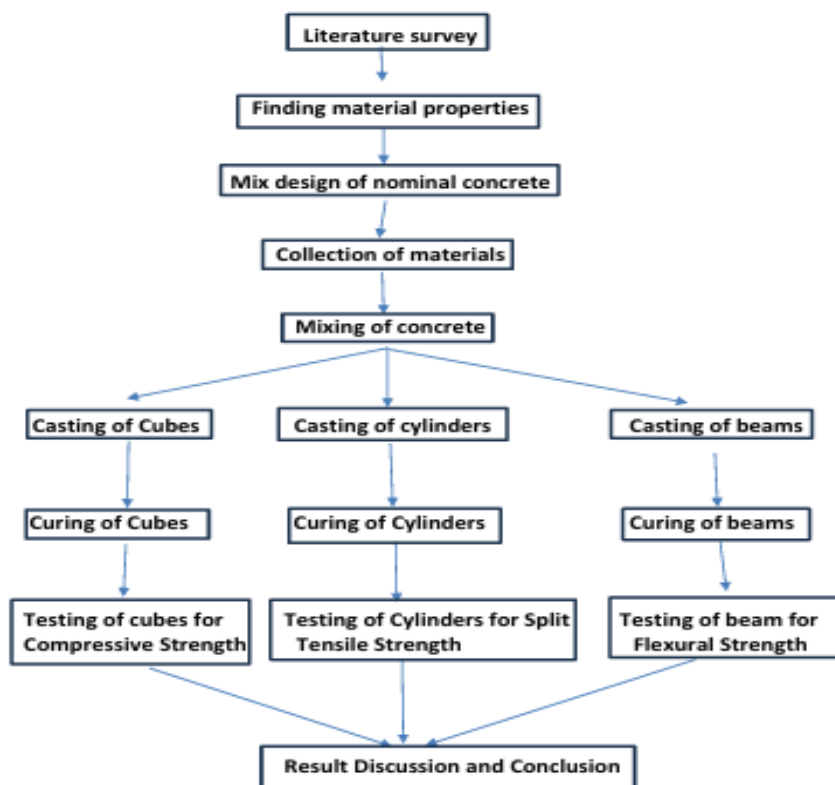 Literature survey
Finding material properties
Mix design of nominal concrete
Collection of materials
Mixing of concrete
Casting of Cubes
Casting of cylinders
Casting of beams
Curing of Cubes
Curing of Cylinders
Curing of beams
Testing of cubes for
Compressive Strength
Testing of Cylinders for Split
Tensile Strength
Testing of beam for
Flexural Strength
Result Discussion and Conclusion